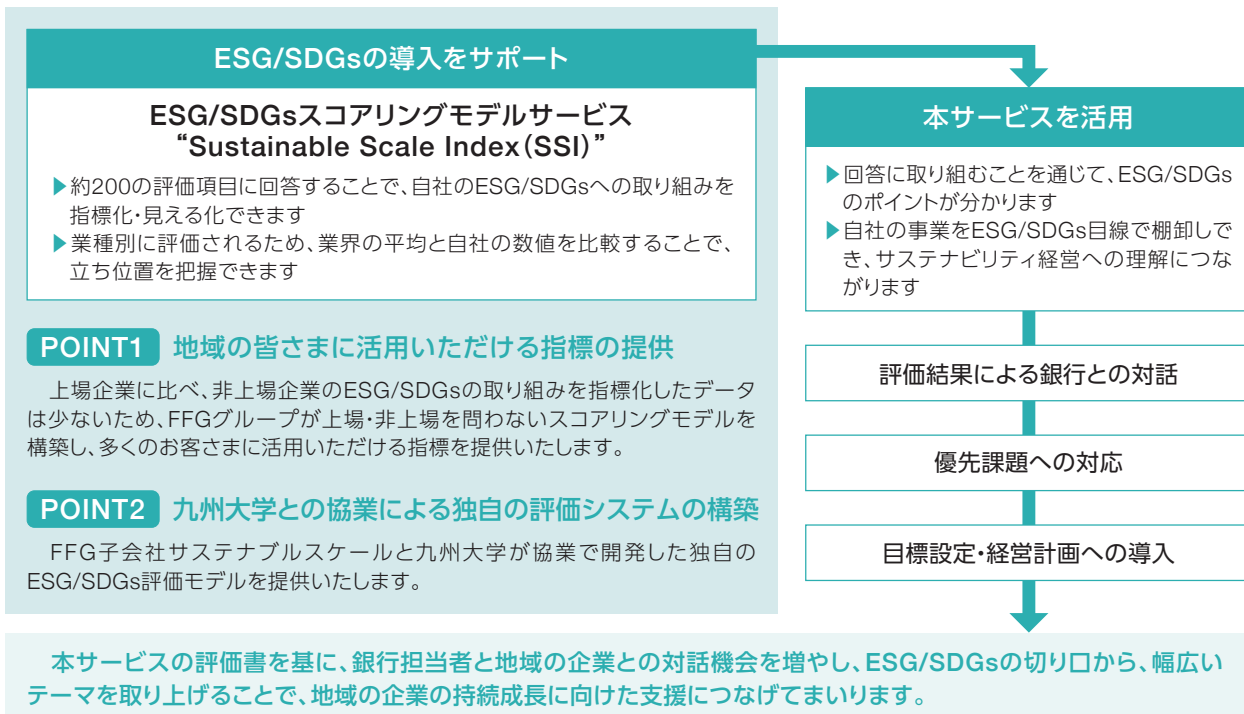 ESG/SDGsの導入をサポート
ESG/SDGsスコアリングモデルサービス
“Sustainable Scale Index（SSI）”
▶約200の評価項目に回答することで、自社のESG/SDGsへの取り組みを
指標化・見える化できます
▶業種別に評価されるため、業界の平均と自社の数値を比較することで、
立ち位置を把握できます
POINT1 地域の皆さまに活用いただける指標の提供
上場企業に比べ、非上場企業のESG/SDGsの取り組みを指標化したデータ
は少ないため、FFGグループが上場・非上場を問わないスコアリングモデルを
構築し、多くのお客さまに活用いただける指標を提供いたします。
POINT2 九州大学との協業による独自の評価システムの構築
FFG子会社サステナブルスケールと九州大学が協業で開発した独自の
ESG/SDGs評価モデルを提供いたします。
本サービスを活用
▶回答に取り組むことを通じて、ESG/SDGs
のポイントが分かります
▶自社の事業をESG/SDGs目線で棚卸しで
き、サステナビリティ経営への理解につな
がります
評価結果による銀行との対話
優先課題への対応
目標設定・経営計画への導入
本サービスの評価書を基に、銀行担当者と地域の企業との対話機会を増やし、ESG/SDGsの切り口から、幅広い
テーマを取り上げることで、地域の企業の持続成長に向けた支援につなげてまいります。